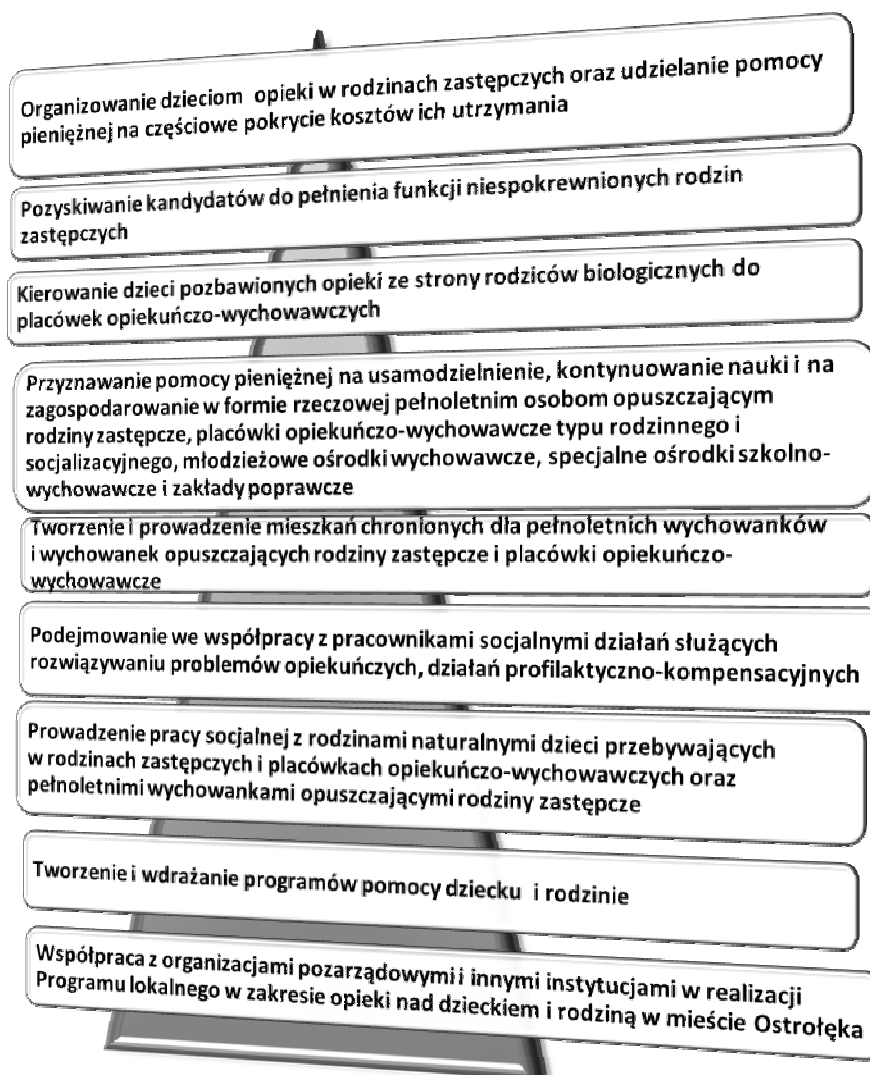 Organizowanie dzieciom opieki w rodzinach zastępczych oraz udzielanie pomocy
pieniężnej na częściowe pokrycie kosztów ich utrzymania
Pozyskiwanie kandydatów do pełnienia funkcji niespokrewnionych rodzin
zastępczych
Kierowanie dzieci pozbawionych opieki ze strony rodziców biologicznych do
placówek opiekuńczo-wychowawczych
Przyznawanie pomocy pieniężnej na usamodzielnienie, kontynuowanie nauki i na
zagospodarowanie w formie rzeczowej pełnoletnim osobom opuszczającym
rodziny zastępcze, placówki opiekuńczo-wychowawcze typu rodzinnego i
socjalizacyjnego, młodzieżowe ośrodki wychowawcze, specjalne ośrodki szkolno-
wychowawcze i zakłady poprawcze
Tworzenie i prowadzenie mieszkań chronionych dla pełnoletnich wychowanków
i wychowanek opuszczających rodziny zastępcze i placówki opiekuńczo-
wychowawcze
Podejmowanie we współpracy z pracownikami socjalnymi działań służących
rozwiązywaniu problemów opiekuńczych, działań profilaktyczno-kompensacyjnych
Prowadzenie pracy socjalnej z rodzinami naturalnymi dzieci przebywających
w rodzinach zastępczych i placówkach opiekuńczo-wychowawczych oraz
pełnoletnimi wychowankami opuszczającymi rodziny zastępcze
Tworzenie i wdrażanie programów pomocy dziecku i rodzinie
Współpraca z organizacjami pozarządowymi i innymi instytucjami w realizacji
Programu lokalnego w zakresie opieki nad dzieckiem i rodziną w mieście Ostrołęka